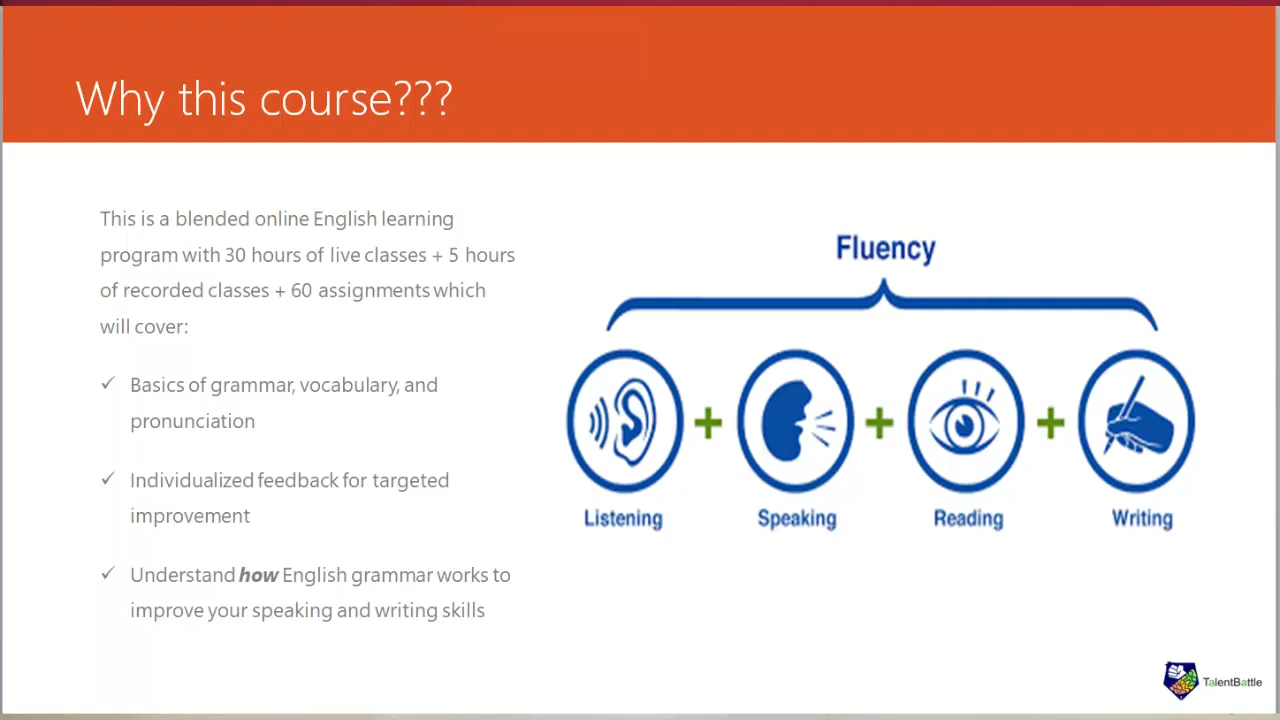 Why this course???
This is a blended online English learning
program with 30 hours of live classes + 5 hours
of recorded classes + 60 assignments which
will cover:
✓ Basics of grammar, vocabulary, and
pronunciation
✓ Individualized feedback for targeted
improvement
✓ Understand how English grammar works to
improve your speaking and writing skills
Fluency
Listening + Speaking + Reading + Writing
TalentBattle